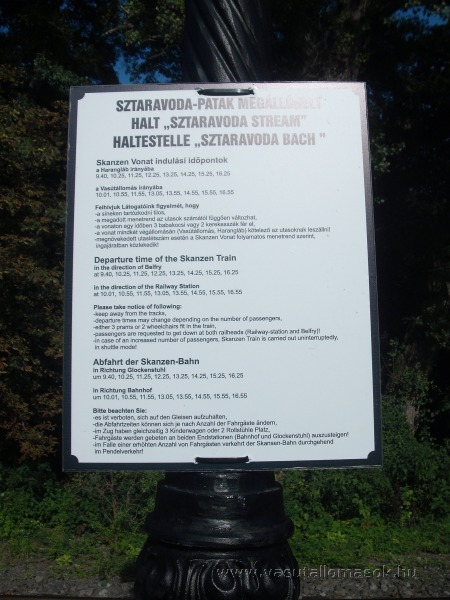 SZTARAVODA-PATAK MEGÁLLÓHELY
HALT „SZTARAVODA STREAM”
HALTESTELLE „SZTARAVODA BACH "
Skanzen Vonat indulási időpontok
a Harangláb irányába
9.40, 10.25, 11.25, 12.25, 13.25, 14.25, 15.25, 16.25
a Vasútállomás irányába
10.01, 10.55, 11.55, 13.05, 13.55, 14.55, 15.55, 16.55
Felhívjuk Látogatóink figyelmét, hogy
-a síneken tartózkodni tilos,
-a megadott menetrend az utasok számától függően változhat,
-a vonaton egy időben 3 babakocsi vagy 2 kerekesszék fér el,
-a vonat mindkét végállomásán (Vasútállomás, Harangláb) kötelező az utasoknak leszállni!
-megnövekedett utaslétszám esetén a Skanzen Vonat folyamatos menetrend szerint,
ingajáratban közlekedik!
Departure time of the Skanzen Train
in the direction of Belfry
at 9.40, 10.25, 11.25, 12.25, 13.25, 14.25, 15.25, 16.25
in the direction of the Railway Station
at 10.01, 10.55, 11.55, 13.05, 13.55, 14.55, 15.55, 16.55
Please take notice of following:
-keep away from the tracks,
-departure times may change depending on the number of passengers,
-either 3 prams or 2 wheelchairs fit in the train,
-passengers are requested to get down at both railheads (Railway-station and Belfry)!
-in case of an increased number of passengers, Skanzen Train is carried out uninterruptedly,
in shuttle mode!
Abfahrt der Skanzen-Bahn
in Richtung Glockenstuhl
um 9.40, 10.25, 11.25, 12.25, 13.25, 14.25, 15.25, 16.25
in Richtung Bahnhof
um 10.01, 10.55, 11.55, 13.05, 13.55, 14.55, 15.55, 16.55
Bitte beachten Sie:
-es ist verboten, sich auf den Gleisen aufzuhalten,
-die Abfahrtzeiten können sich je nach Anzahl der Fahrgäste ändern,
-im Zug haben gleichzeitig 3 Kinderwagen oder 2 Rollstühle Platz,
-Fahrgäste werden gebeten an beiden Endstationen (Bahnhof und Glockenstuhl) auszusteigen!
-im Falle einer erhöhten Anzahl von Fahrgästen verkehrt der Skansen-Bahn durchgehend
im Pendelverkehr!
www.vasutallomasok.hu